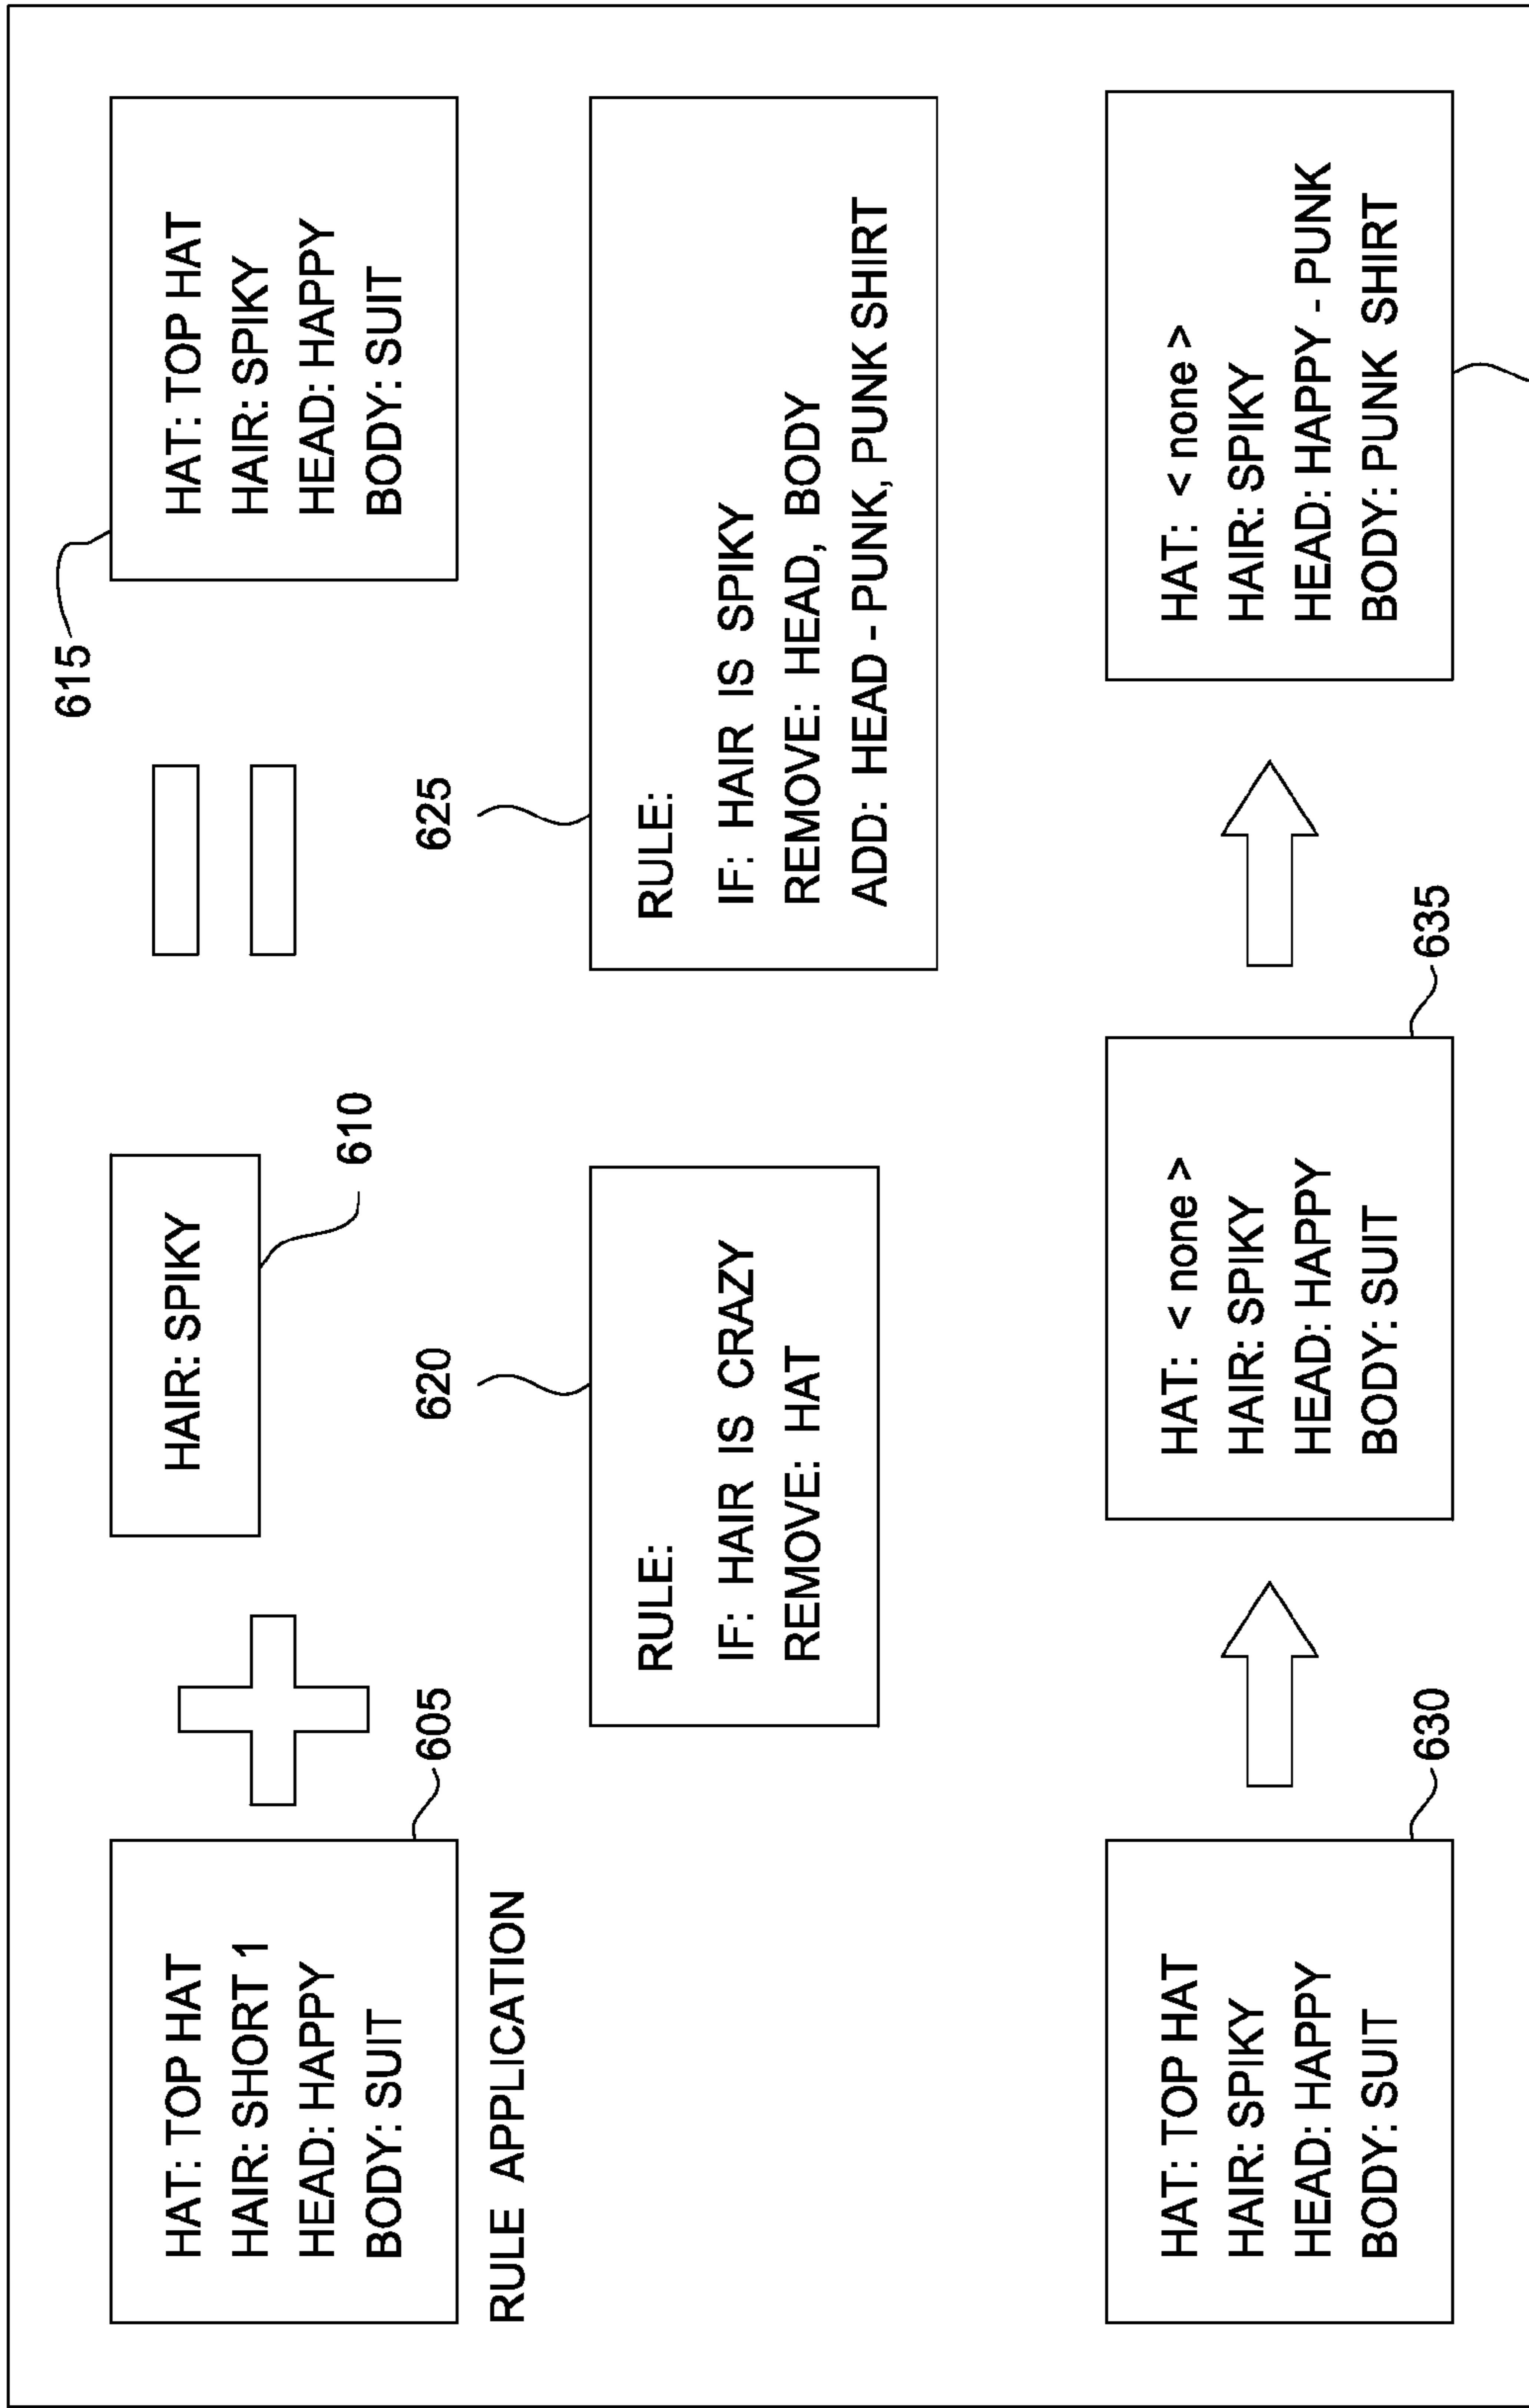 HAT: TOP HAT
HAIR: SHORT 1
HEAD: HAPPY
BODY: SUIT
605
HAIR: SPIKY
610
615
HAT: TOP HAT
HAIR: SPIKY
HEAD: HAPPY
BODY: SUIT
RULE APPLICATION
620
RULE:
IF: HAIR IS CRAZY
REMOVE: HAT
625
RULE:
IF: HAIR IS SPIKY
REMOVE: HEAD, BODY
ADD: HEAD - PUNK, PUNK SHIRT
HAT: TOP HAT
HAIR: SPIKY
HEAD: HAPPY
BODY: SUIT
630
HAT: < none >
HAIR: SPIKY
HEAD: HAPPY
BODY: SUIT
635
HAT: < none >
HAIR: SPIKY
HEAD: HAPPY - PUNK
BODY: PUNK SHIRT